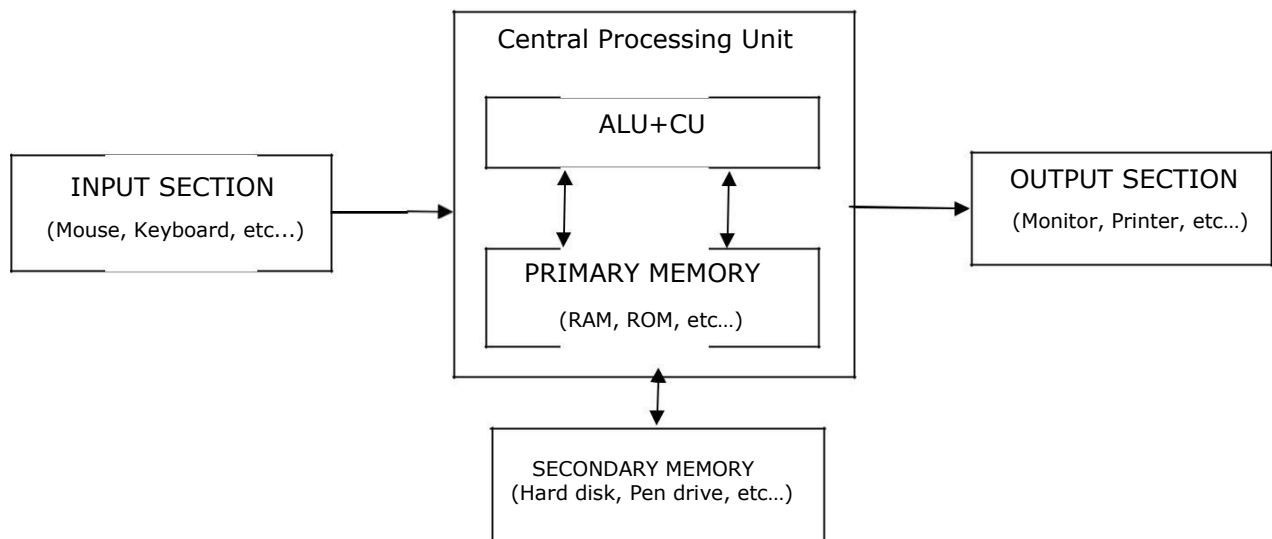 Central Processing Unit
ALU+CU
INPUT SECTION
(Mouse, Keyboard, etc...)
OUTPUT SECTION
(Monitor, Printer, etc…)
PRIMARY MEMORY
(RAM, ROM, etc…)
SECONDARY MEMORY
(Hard disk, Pen drive, etc…)